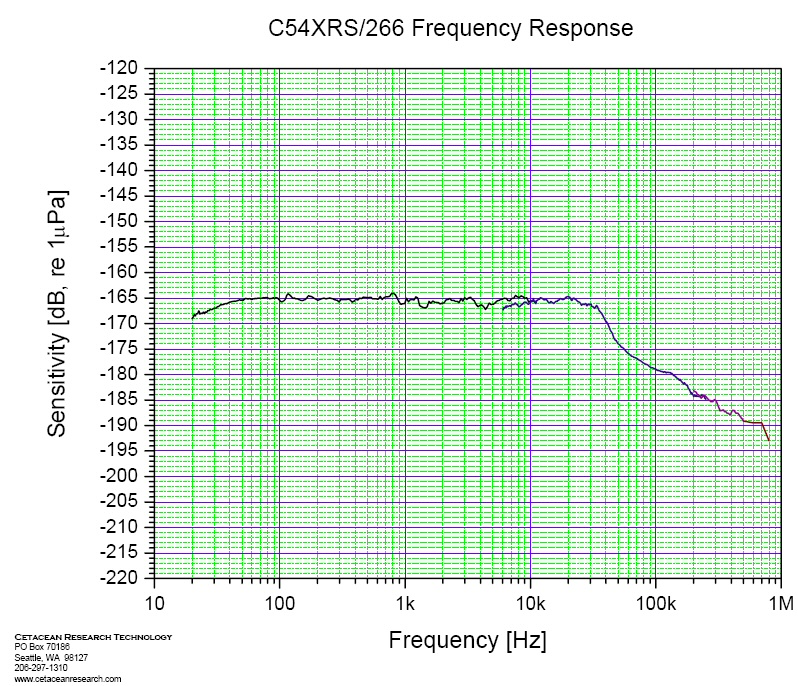 C54XRS/266 Frequency Response
Sensitivity [dB, re 1μPa]
-120
-125
-130
-135
-140
-145
-150
-155
-160
-165
-170
-175
-180
-185
-190
-195
-200
-205
-210
-215
-220
10 100 1k 10k 100k 1M
Frequency [Hz]
CETACEAN RESEARCH TECHNOLOGY
PO Box 70186
Seattle, WA 98127
206-297-1310
www.cetaceanresearch.com